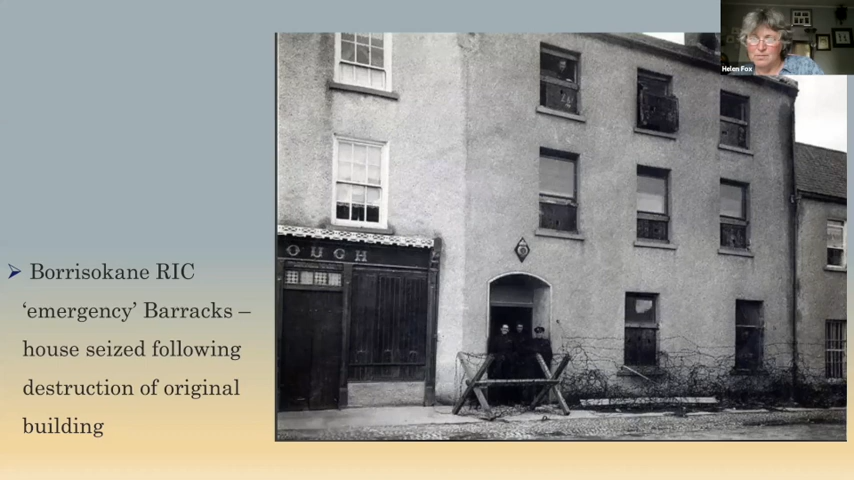 Helen Fox
OUGH
Borrisokane RIC
‘emergency’ Barracks –
house seized following
destruction of original
building